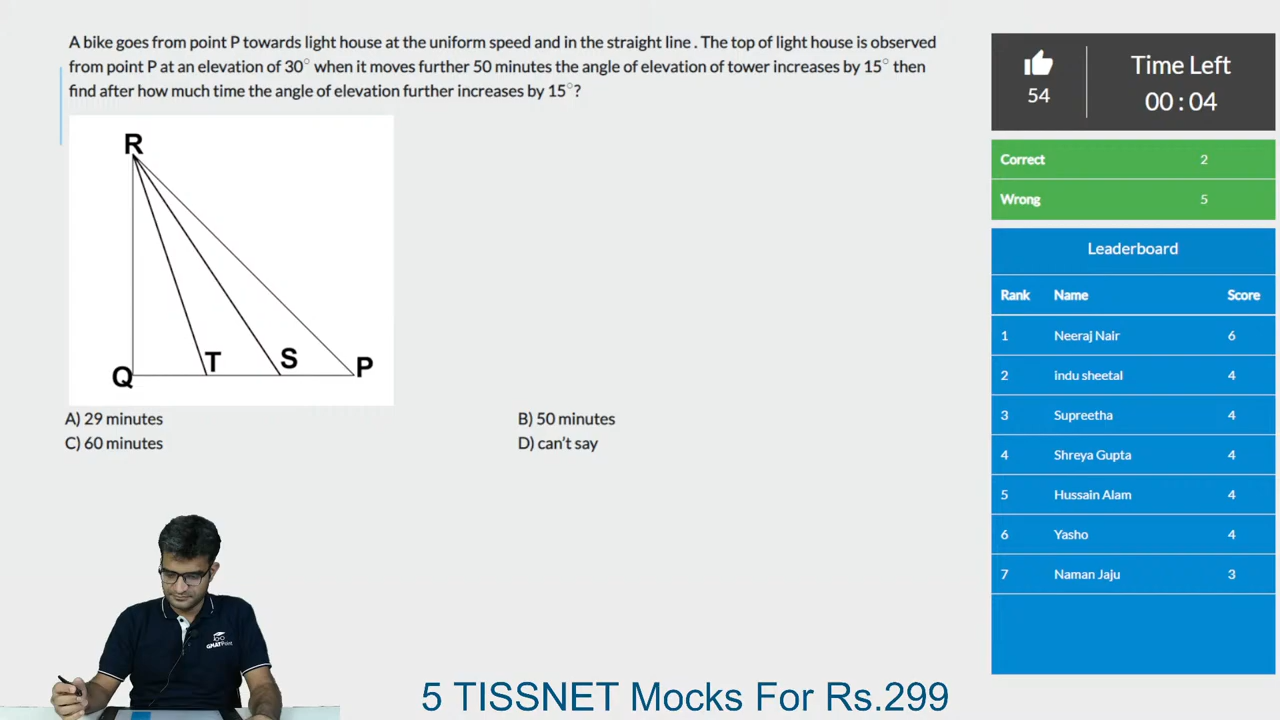 A bike goes from point P towards light house at the uniform speed and in the straight line . The top of light house is observed
from point P at an elevation of 30° when it moves further 50 minutes the angle of elevation of tower increases by 15° then
find after how much time the angle of elevation further increases by 15°?
R
Q
T
S
P
A) 29 minutes
B) 50 minutes
C) 60 minutes
D) can't say
54
Time Left
00 : 04
Correct 2
Wrong 5
Leaderboard
Rank Name Score
1 Neeraj Nair 6
2 indu sheetal 4
3 Supreetha 4
4 Shreya Gupta 4
5 Hussain Alam 4
6 Yasho 4
7 Naman Jaju 3
GMATPoint
5 TISSNET Mocks For Rs.299